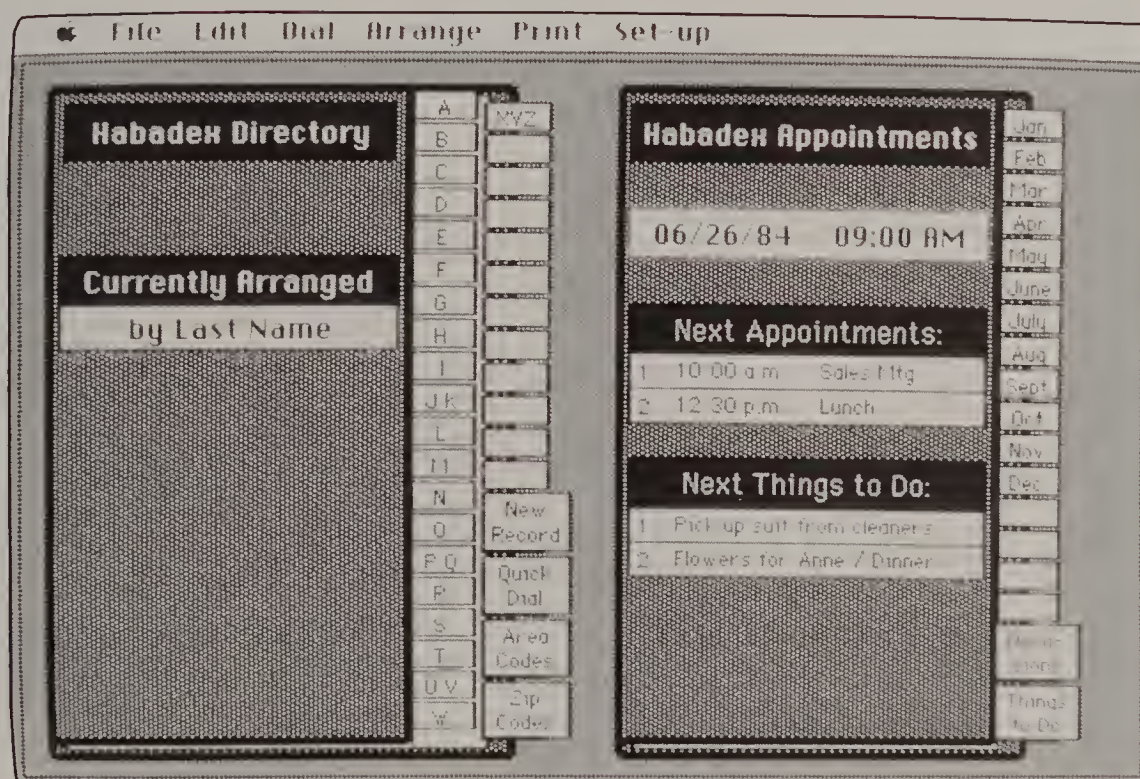 File Edit Dial Arrange Print Set-up
Habadex Directory
Currently Arranged
by Last Name
A
B
C
D
E
F
G
H
I
J K
L
M
N
O
P Q
R
S
T
U V
W
XYZ
New
Record
Quick
Dial
Area
Codes
Zip
Codes
Habadex Appointments
06/26/84 09:00 AM
Next Appointments:
1 10:00 a.m. Sales Mtg
2 12:30 p.m. Lunch
Next Things to Do:
1 Pick up suit from cleaners
2 Flowers for Anne / Dinner
Jan
Feb
Mar
Apr
May
June
July
Aug
Sept
Oct
Nov
Dec
Things
to Do